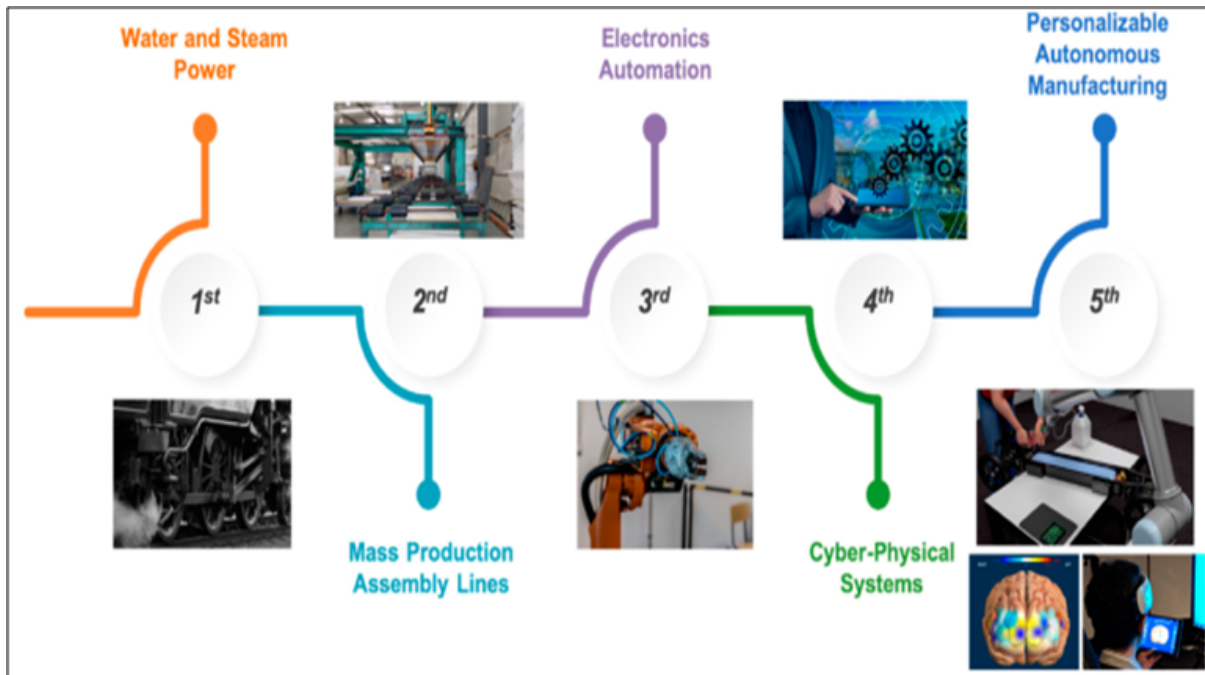 Water and Steam
Power
Electronics
Automation
Personalizable
Autonomous
Manufacturing
1st
2nd
3rd
4th
5th
Mass Production
Assembly Lines
Cyber-Physical
Systems